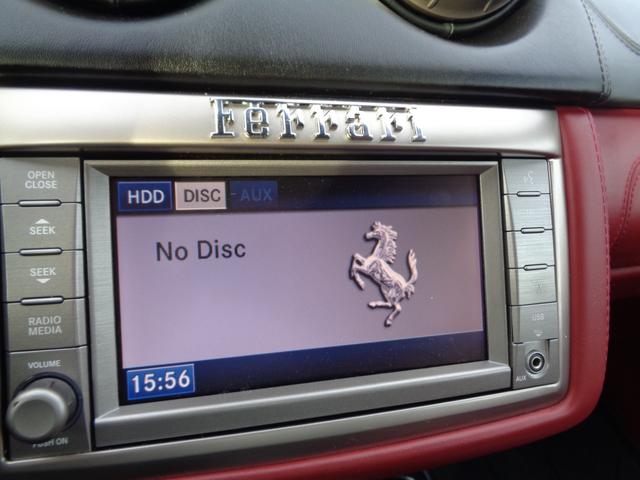 Ferrari
OPEN
CLOSE
SEEK
SEEK
RADIO
MEDIA
VOLUME
PUSH ON
HDD DISC AUX
No Disc
15:56
USB
AUX